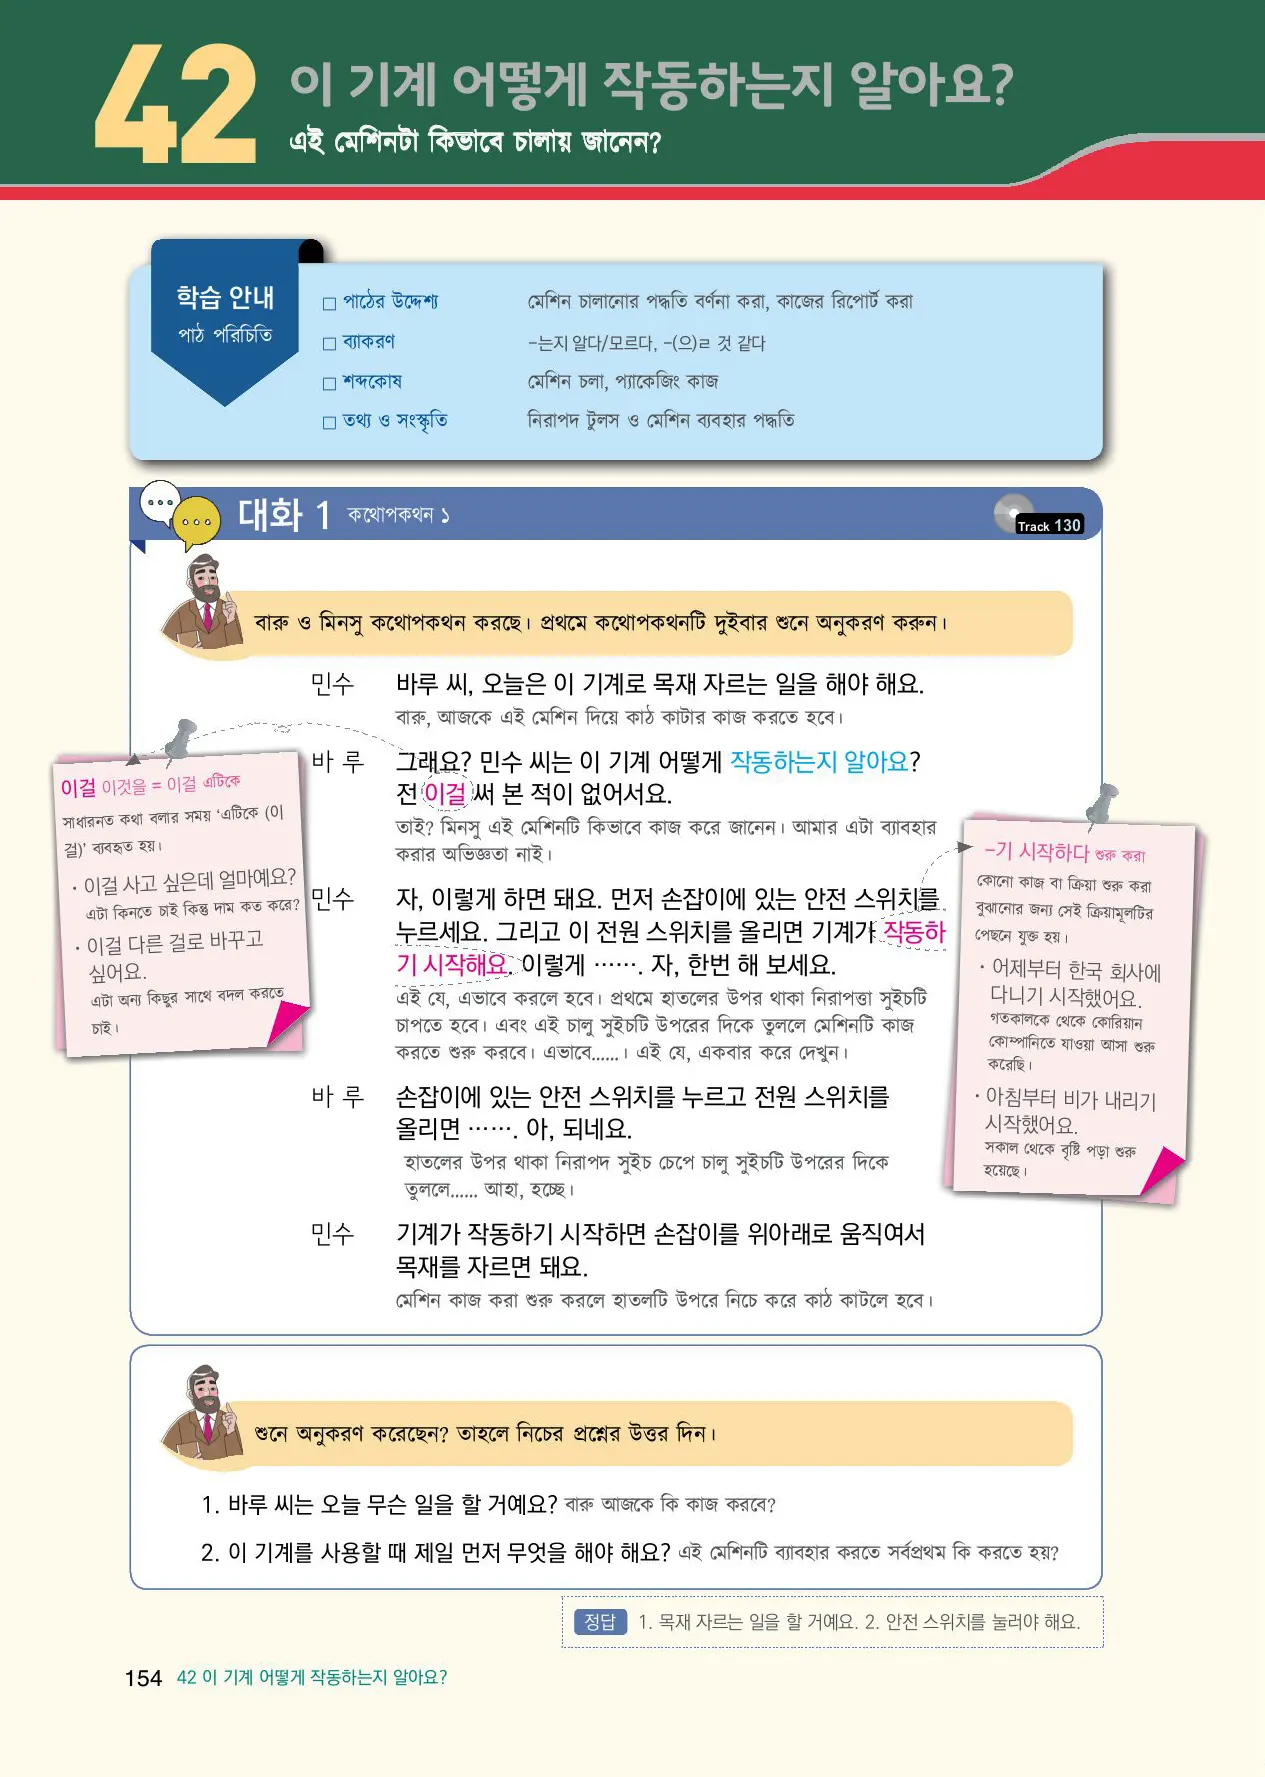 42
이 기계 어떻게 작동하는지 알아요?
এই মেশিনটা কিভাবে চালায় জানেন?
학습 안내
পাঠ পরিচিতি
□ পাঠের উদ্দেশ্য মেশিন চালানোর পদ্ধতি বর্ণনা করা, কাজের রিপোর্ট করা
□ ব্যাকরণ -는지 알다/모르다, -(으)ㄹ 것 같다
□ শব্দকোষ মেশিন চলা, প্যাকেজিং কাজ
□ তথ্য ও সংস্কৃতি নিরাপদ টুলস ও মেশিন ব্যবহার পদ্ধতি
대화 1 কথোপকথন ১
Track 130
বারু ও মিনসু কথোপকথন করছে। প্রথমে কথোপকথনটি দুইবার শুনে অনুকরণ করুন।
민수 바루 씨, 오늘은 이 기계로 목재 자르는 일을 해야 해요.
বারু, আজকে এই মেশিন দিয়ে কাঠ কাটার কাজ করতে হবে।
바 루 그래요? 민수 씨는 이 기계 어떻게 작동하는지 알아요?
전 이걸 써 본 적이 없어서요.
তাই? মিনসু এই মেশিনটি কিভাবে কাজ করে জানেন। আমার এটা ব্যাবহার
করার অভিজ্ঞতা নাই।
민수 자, 이렇게 하면 돼요. 먼저 손잡이에 있는 안전 스위치를
누르세요. 그리고 이 전원 스위치를 올리면 기계가 작동하
기 시작해요. 이렇게 ……. 자, 한번 해 보세요.
এই যে, এভাবে করলে হবে। প্রথমে হাতলের উপর থাকা নিরাপত্তা সুইচটি
চাপতে হবে। এবং এই চালু সুইচটি উপরের দিকে তুললে মেশিনটি কাজ
করতে শুরু করবে। এভাবে......। এই যে, একবার করে দেখুন।
바 루 손잡이에 있는 안전 스위치를 누르고 전원 스위치를
올리면 ……. 아, 되네요.
হাতলের উপর থাকা নিরাপদ সুইচ চেপে চালু সুইচটি উপরের দিকে
তুললে...... আহা, হচ্ছে।
민수 기계가 작동하기 시작하면 손잡이를 위아래로 움직여서
목재를 자르면 돼요.
মেশিন কাজ করা শুরু করলে হাতলটি উপরে নিচে করে কাঠ কাটলে হবে।
이걸 이것을 = 이걸 এটিকে
সাধারনত কথা বলার সময় ‘এটিকে (이
걸)’ ব্যবহৃত হয়।
· 이걸 사고 싶은데 얼마예요?
এটা কিনতে চাই কিন্তু দাম কত করে?
· 이걸 다른 걸로 바꾸고
싶어요.
এটা অন্য কিছুর সাথে বদল করতে
চাই।
-기 시작하다 শুরু করা
কোনো কাজ বা ক্রিয়া শুরু করা
বুঝানোর জন্য সেই ক্রিয়ামূলটির
পেছনে যুক্ত হয়।
· 어제부터 한국 회사에
다니기 시작했어요.
গতকালকে থেকে কোরিয়ান
কোম্পানিতে যাওয়া আসা শুরু
করেছি।
· 아침부터 비가 내리기
시작했어요.
সকাল থেকে বৃষ্টি পড়া শুরু
হয়েছে।
শুনে অনুকরণ করেছেন? তাহলে নিচের প্রশ্নের উত্তর দিন।
1. 바루 씨는 오늘 무슨 일을 할 거예요? বারু আজকে কি কাজ করবে?
2. 이 기계를 사용할 때 제일 먼저 무엇을 해야 해요? এই মেশিনটি ব্যাবহার করতে সর্বপ্রথম কি করতে হয়?
정답 1. 목재 자르는 일을 할 거예요. 2. 안전 스위치를 눌러야 해요.
154 42 이 기계 어떻게 작동하는지 알아요?